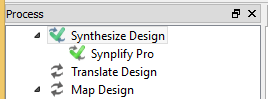 Process
Synthesize Design
Synplify Pro
Translate Design
Map Design